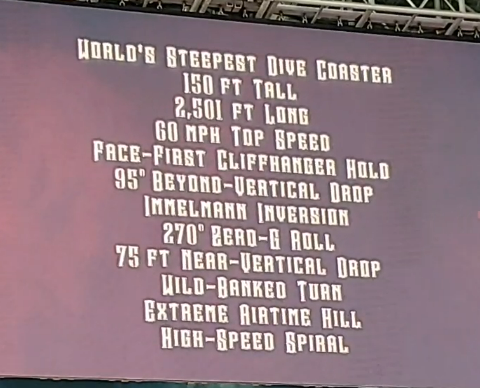 World's Steepest Dive Coaster
150 ft Tall
2,501 ft Long
60 mph Top Speed
Face-First Cliffhanger Hold
95° Beyond-Vertical Drop
Immelmann Inversion
270° Zero-G Roll
75 ft Near-Vertical Drop
Wild-Banked Turn
Extreme Airtime Hill
High-Speed Spiral